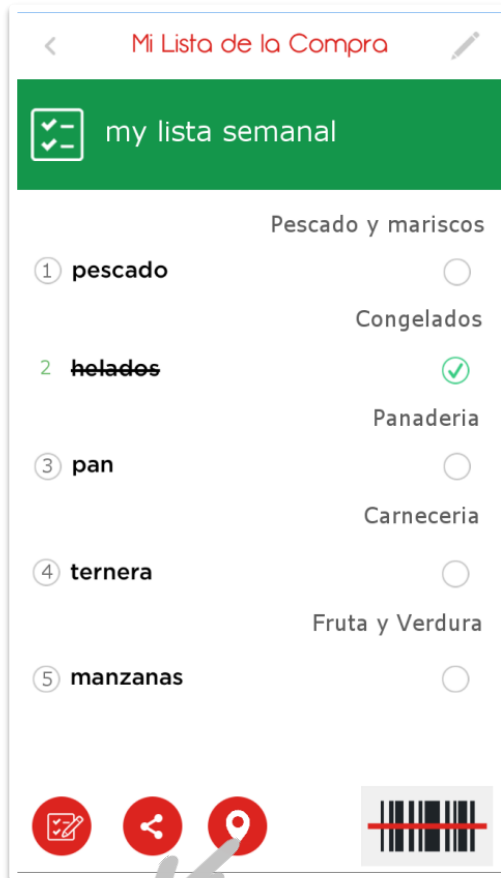 Mi Lista de la Compra
my lista semanal
Pescado y mariscos
1 pescado
Congelados
2 helados
Panaderia
3 pan
Carneceria
4 ternera
Fruta y Verdura
5 manzanas